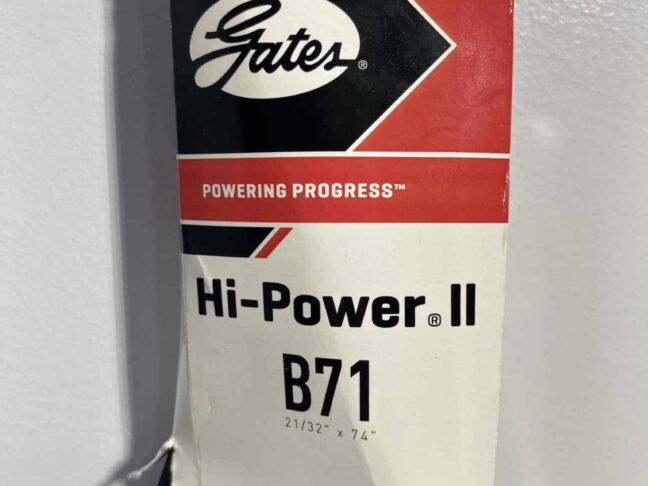 Gates®
POWERING PROGRESS™
Hi-Power® II
B71
21/32" x 74"